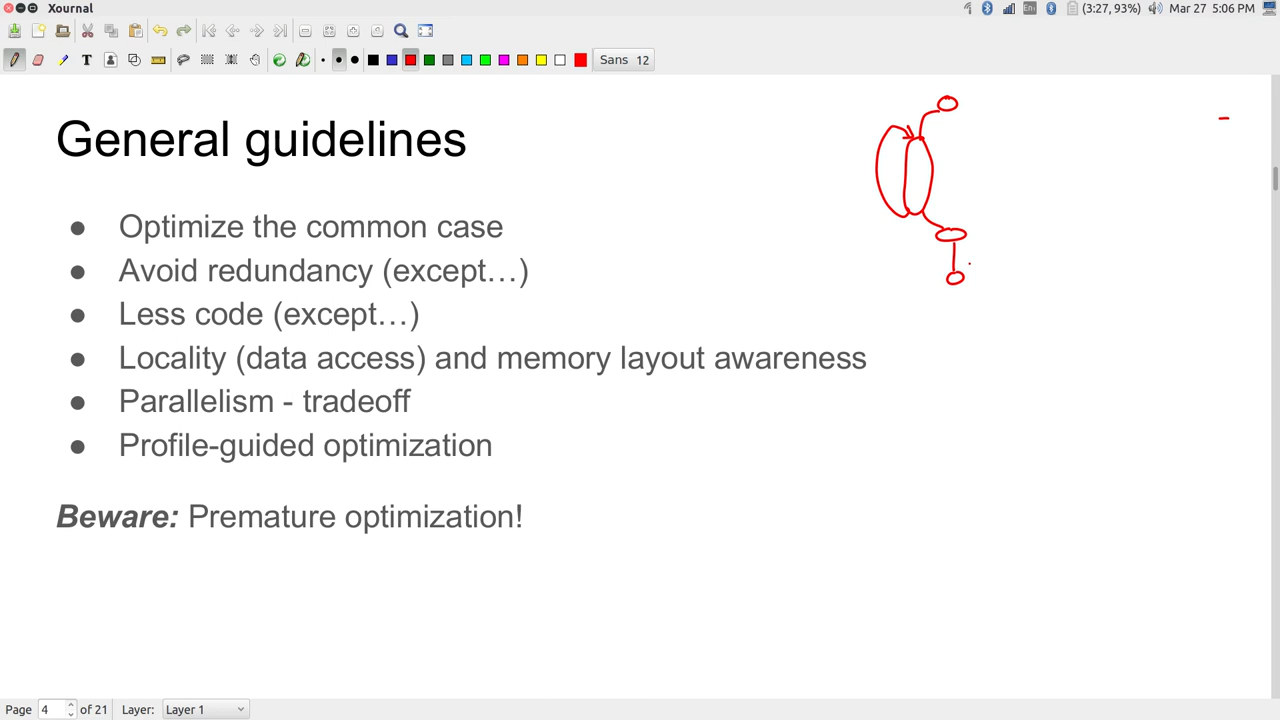 Xournal
En
(3:27, 93%)
Mar 27 5:06 PM
T
Sans 12
General guidelines
● Optimize the common case
● Avoid redundancy (except…)
● Less code (except…)
● Locality (data access) and memory layout awareness
● Parallelism - tradeoff
● Profile-guided optimization
Beware: Premature optimization!
Page 4 of 21 Layer: Layer 1